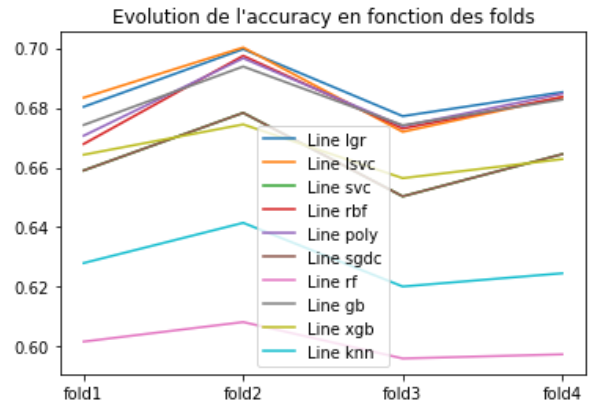 Evolution de l'accuracy en fonction des folds
0.70
0.68
0.66
0.64
0.62
0.60
Line lgr
Line lsvc
Line svc
Line rbf
Line poly
Line sgdc
Line rf
Line gb
Line xgb
Line knn
fold1 fold2 fold3 fold4